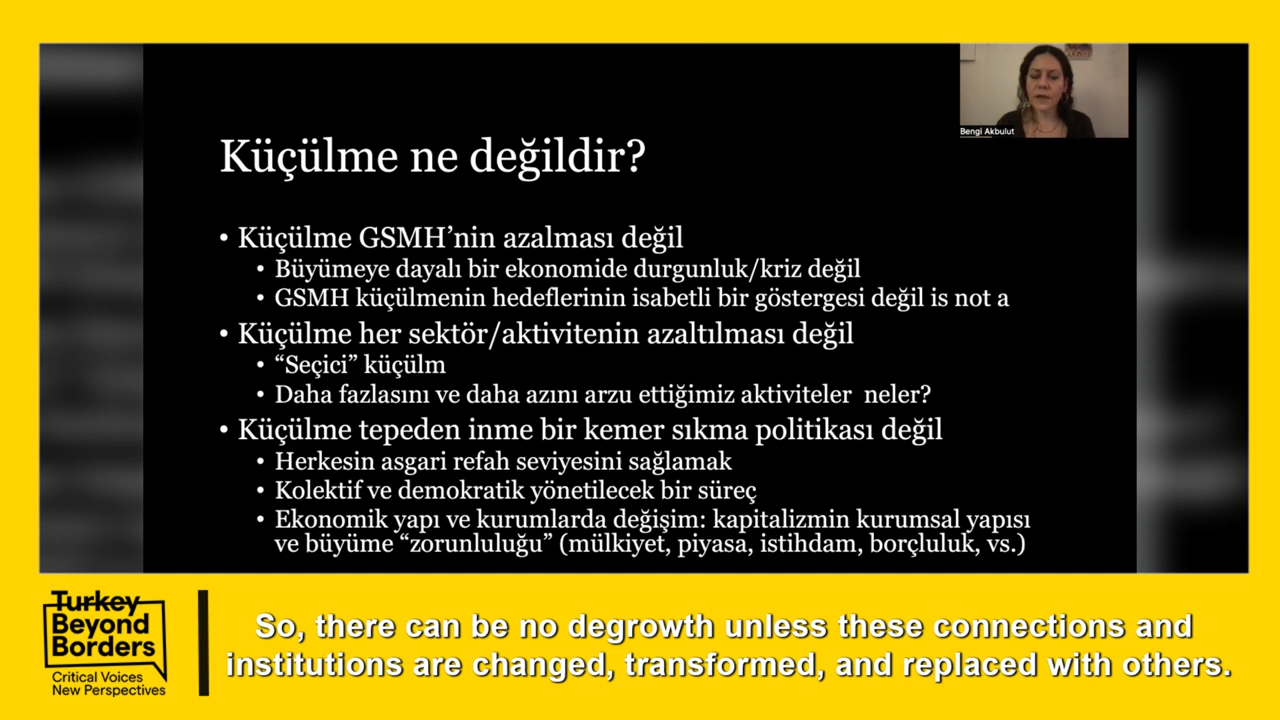 Bengi Akbulut
Küçülme ne değildir?
• Küçülme GSMH’nin azalması değil
• Büyümeye dayalı bir ekonomide durgunluk/kriz değil
• GSMH küçülmenin hedeflerinin isabetli bir göstergesi değil is not a
• Küçülme her sektör/aktivitenin azaltılması değil
• “Seçici” küçülm
• Daha fazlasını ve daha azını arzu ettiğimiz aktiviteler  neler?
• Küçülme tepeden inme bir kemer sıkma politikası değil
• Herkesin asgari refah seviyesini sağlamak
• Kolektif ve demokratik yönetilecek bir süreç
• Ekonomik yapı ve kurumlarda değişim: kapitalizmin kurumsal yapısı
ve büyüme “zorunluluğu” (mülkiyet, piyasa, istihdam, borçluluk, vs.)
Turkey
Beyond
Borders
Critical Voices
New Perspectives
So, there can be no degrowth unless these connections and
institutions are changed, transformed, and replaced with others.